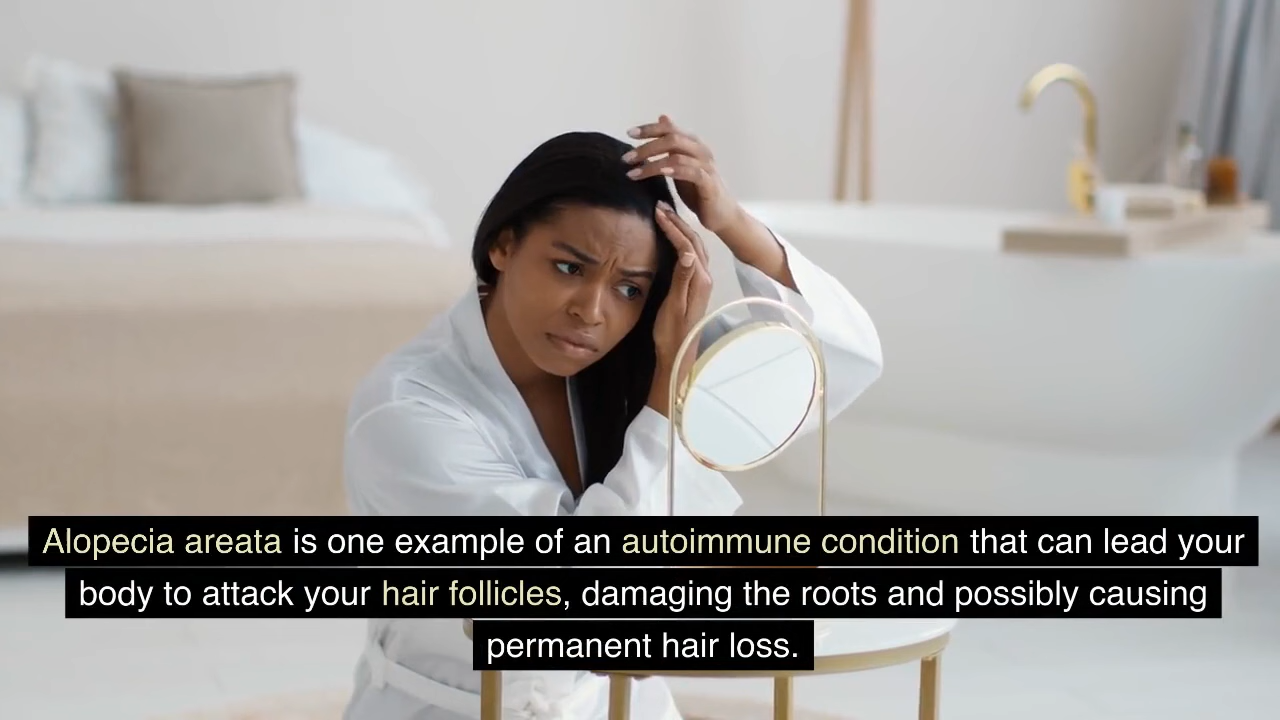 Alopecia areata is one example of an autoimmune condition that can lead your
body to attack your hair follicles, damaging the roots and possibly causing
permanent hair loss.